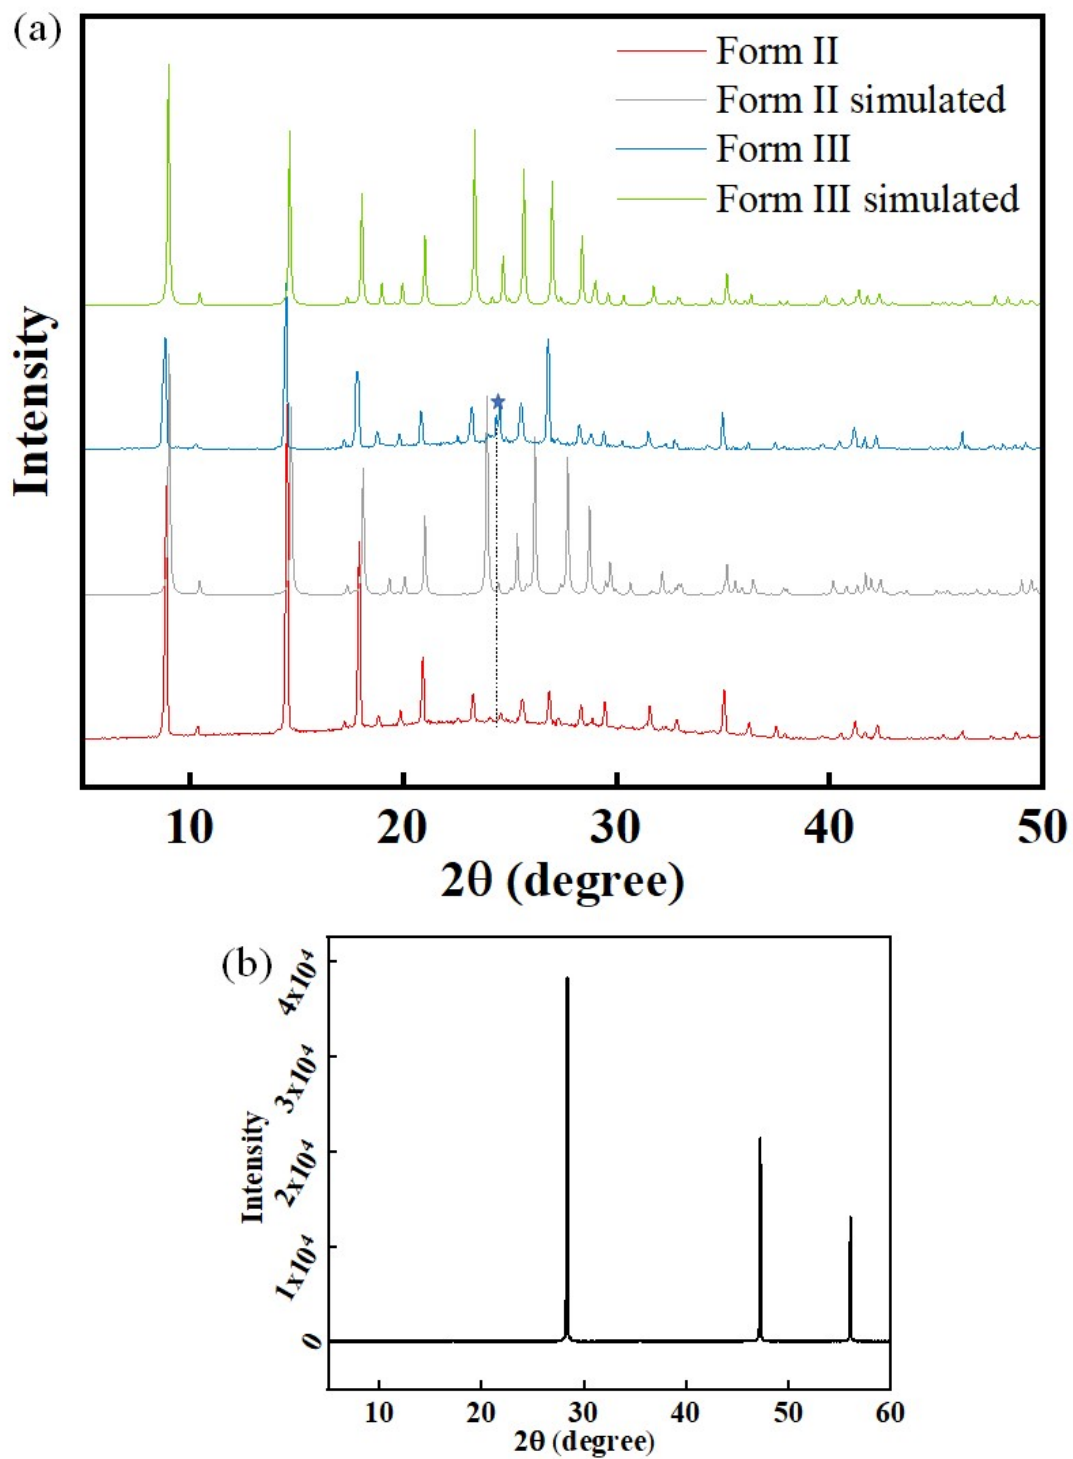 (a)
Form II
Form II simulated
Form III
Form III simulated
Intensity
10 20 30 40 50
2θ (degree)
(b)
4x10⁴
3x10⁴
2x10⁴
1x10⁴
0
Intensity
10 20 30 40 50 60
2θ (degree)